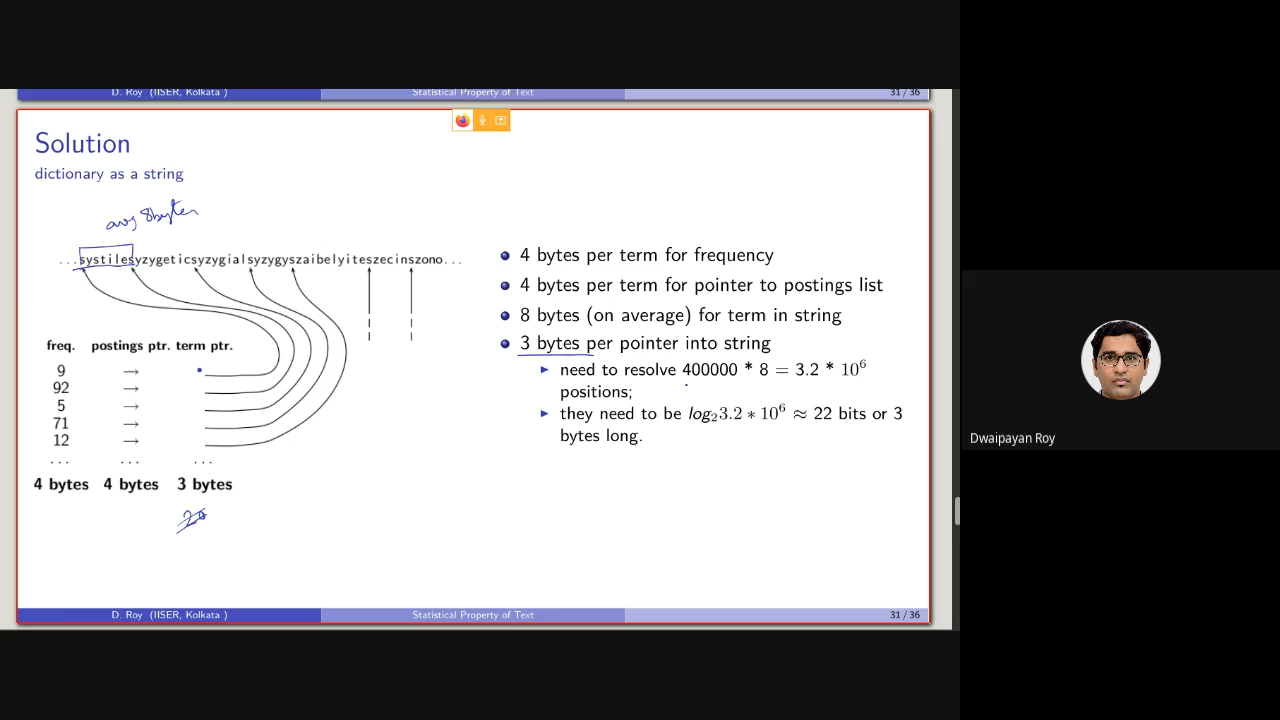 D. Roy (IISER, Kolkata ) Statistical Property of Text 31 / 36
Solution
dictionary as a string
avg 8 bytes
...systilesyzygeticsyzygialsyzygyszaibelyiteszecinszono...
freq. postings ptr. term ptr.
9 →
92 →
5 →
71 →
12 →
... ... ...
4 bytes 4 bytes 3 bytes
20
4 bytes per term for frequency
4 bytes per term for pointer to postings list
8 bytes (on average) for term in string
3 bytes per pointer into string
need to resolve 400000 * 8 = 3.2 * 10^6
positions;
they need to be log_2 3.2 * 10^6 ≈ 22 bits or 3
bytes long.
D. Roy (IISER, Kolkata ) Statistical Property of Text 31 / 36
Dwaipayan Roy